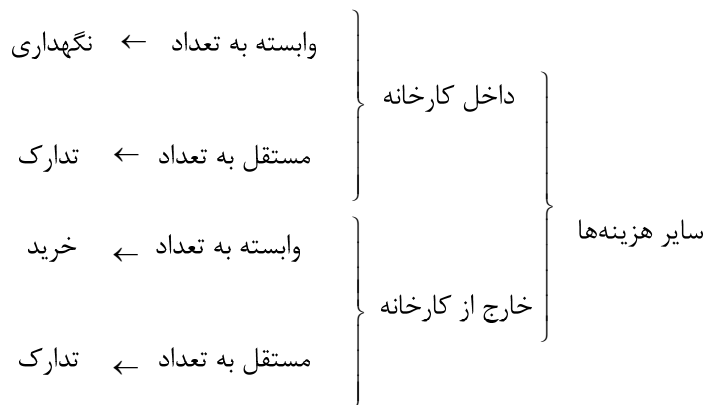 وابسته به تعداد ← نگهداری
داخل کارخانه
مستقل به تعداد ← تدارک
سایر هزینه‌ها
وابسته به تعداد ← خرید
خارج از کارخانه
مستقل به تعداد ← تدارک